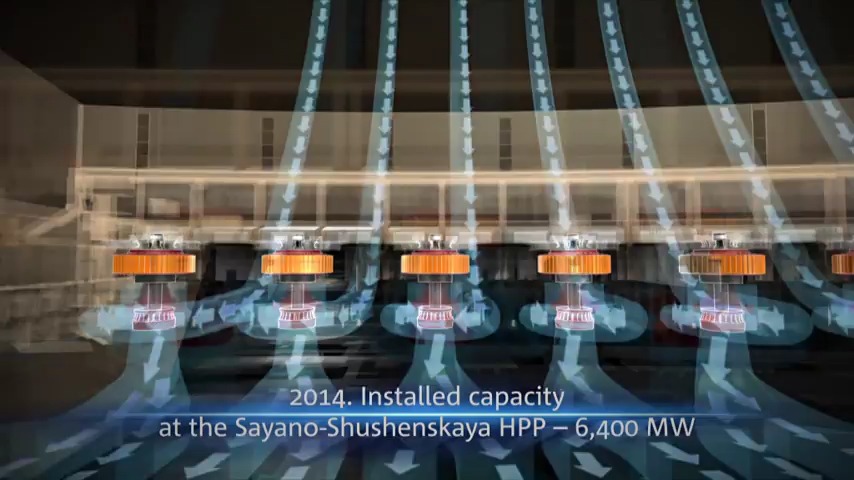 2014. Installed capacity
at the Sayano-Shushenskaya HPP – 6,400 MW